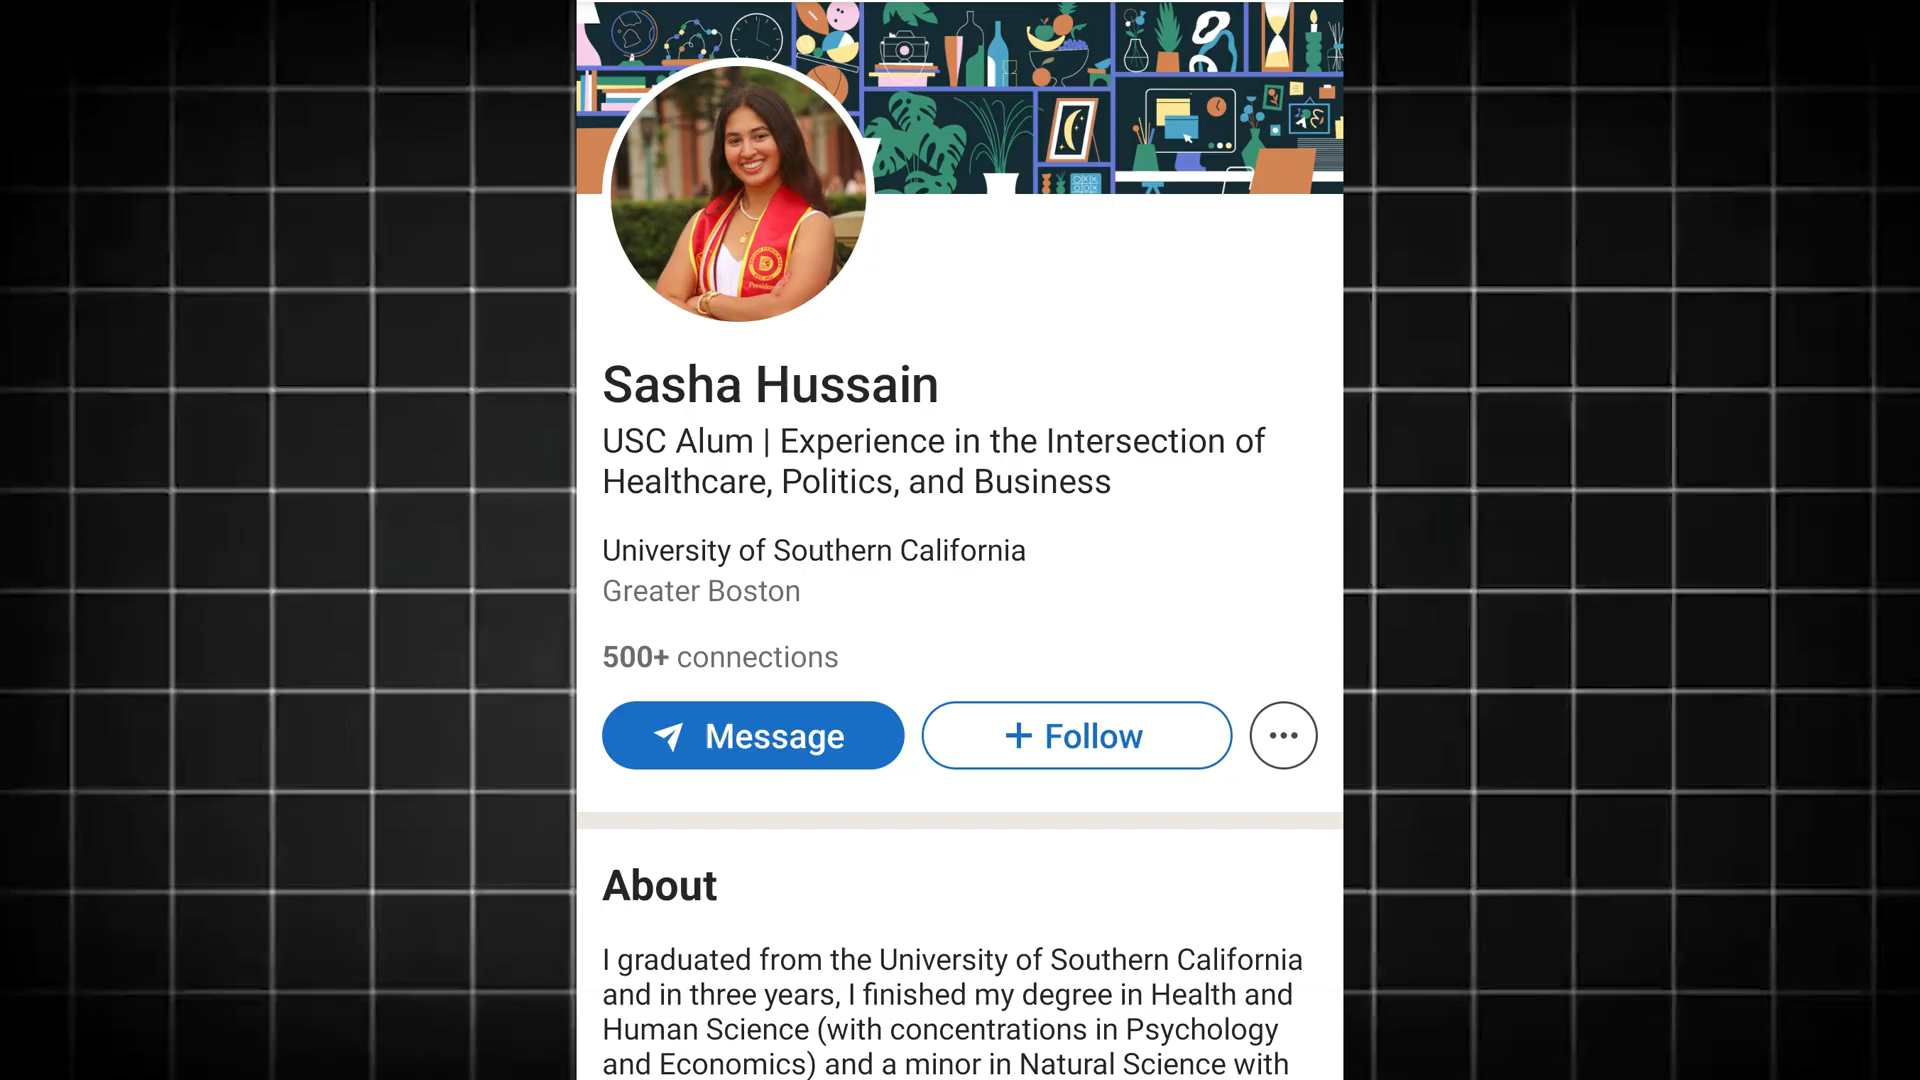 Sasha Hussain
USC Alum | Experience in the Intersection of
Healthcare, Politics, and Business
University of Southern California
Greater Boston
500+ connections
Message
+ Follow
About
I graduated from the University of Southern California
and in three years, I finished my degree in Health and
Human Science (with concentrations in Psychology
and Economics) and a minor in Natural Science with